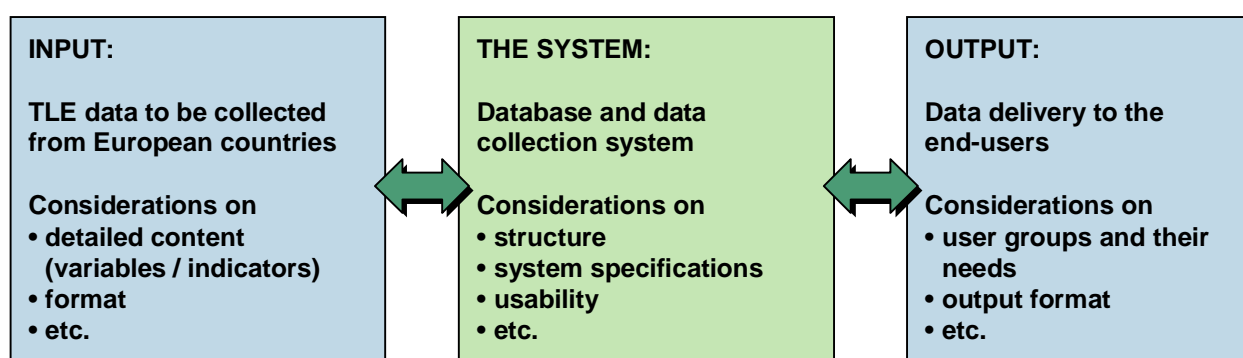 INPUT:
TLE data to be collected
from European countries
Considerations on
• detailed content
(variables / indicators)
• format
• etc.
THE SYSTEM:
Database and data
collection system
Considerations on
• structure
• system specifications
• usability
• etc.
OUTPUT:
Data delivery to the
end-users
Considerations on
• user groups and their
needs
• output format
• etc.